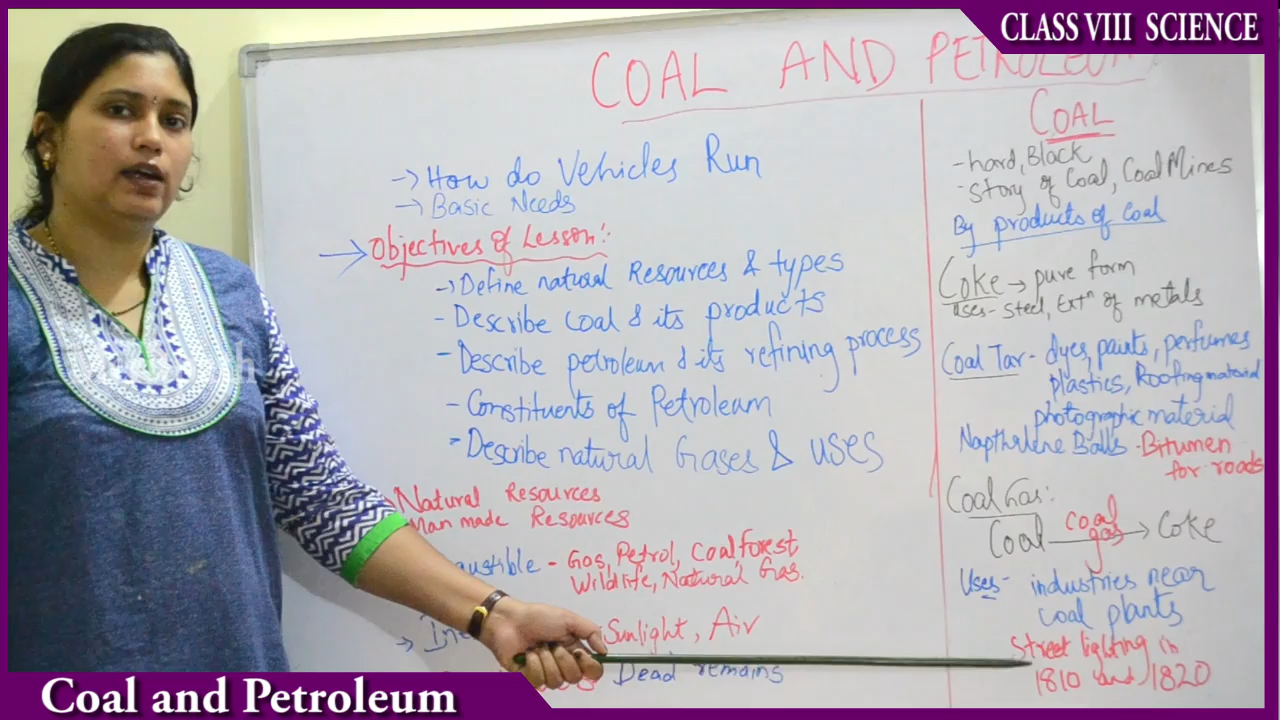 CLASS VIII SCIENCE
COAL AND PETROLEUM
-> How do Vehicles Run
-> Basic Needs
Objectives of Lesson:
-> Define natural Resources & types
- Describe Coal & its products
- Describe petroleum & its refining process
- Constituents of Petroleum
- Describe natural Gases & uses
Natural Resources
Man made Resources
- Gas, Petrol, Coal, forest
Wildlife, Natural Gas.
Sunlight, Air
Dead remains
COAL
- hard, Black
- Story of Coal, Coal Mines
By products of Coal
Coke -> pure form
uses - Steel, Extn of metals
Coal Tar - dyes, paints, perfumes
plastics, Roofing material
photographic material
Napthelene Balls - Bitumen
for roads
Coal Gas:
Coal coal gas -> Coke
Uses - industries near
coal plants
Street lighting in
1810 and 1820
Coal and Petroleum